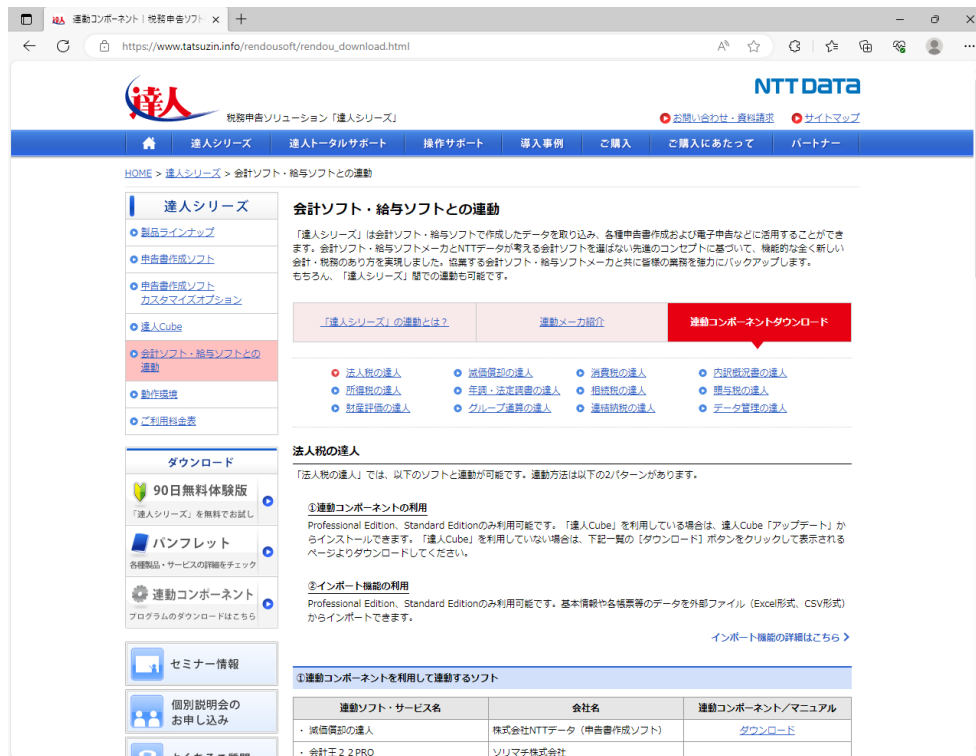 達人 連動コンポーネント｜税務申告ソフト
https://www.tatsuzin.info/rendousoft/rendou_download.html
達人
税務申告ソリューション「達人シリーズ」
NTT DATA
お問い合わせ・資料請求 サイトマップ
達人シリーズ 達人トータルサポート 操作サポート 導入事例 ご購入 ご購入にあたって パートナー
HOME > 達人シリーズ > 会計ソフト・給与ソフトとの連動
達人シリーズ
製品ラインナップ
申告書作成ソフト
申告書作成ソフト
カスタマイズオプション
達人Cube
会計ソフト・給与ソフトとの
連動
動作環境
ご利用料金表
ダウンロード
90日無料体験版
「達人シリーズ」を無料でお試し
パンフレット
各種製品・サービスの詳細をチェック
連動コンポーネント
プログラムのダウンロードはこちら
セミナー情報
個別説明会の
お申し込み
会計ソフト・給与ソフトとの連動
「達人シリーズ」は会計ソフト・給与ソフトで作成したデータを取り込み、各種申告書作成および電子申告などに活用することができ
ます。会計ソフト・給与ソフトメーカとNTTデータが考える会計ソフトを選ばない先進のコンセプトに基づいて、機能的な全く新しい
会計・税務のあり方を実現しました。協業する会計ソフト・給与ソフトメーカと共に皆様の業務を強力にバックアップします。
もちろん、「達人シリーズ」間での連動も可能です。
「達人シリーズ」の連動とは？ 連動メーカ紹介 連動コンポーネントダウンロード
法人税の達人 減価償却の達人 消費税の達人 内訳概況書の達人
所得税の達人 年調・法定調書の達人 相続税の達人 贈与税の達人
財産評価の達人 グループ通算の達人 連結納税の達人 データ管理の達人
法人税の達人
「法人税の達人」では、以下のソフトと連動が可能です。連動方法は以下の2パターンがあります。
①連動コンポーネントの利用
Professional Edition、Standard Editionのみ利用可能です。「達人Cube」を利用している場合は、達人Cube「アップデート」か
らインストールできます。「達人Cube」を利用していない場合は、下記一覧の［ダウンロード］ボタンをクリックして表示される
ページよりダウンロードしてください。
②インポート機能の利用
Professional Edition、Standard Editionのみ利用可能です。基本情報や各帳票等のデータを外部ファイル（Excel形式、CSV形式）
からインポートできます。
インポート機能の詳細はこちら
①連動コンポーネントを利用して連動するソフト
連動ソフト・サービス名 会社名 連動コンポーネント／マニュアル
・ 減価償却の達人 株式会社NTTデータ（申告書作成ソフト） ダウンロード
・ 会計王２２PRO ソリマチ株式会社